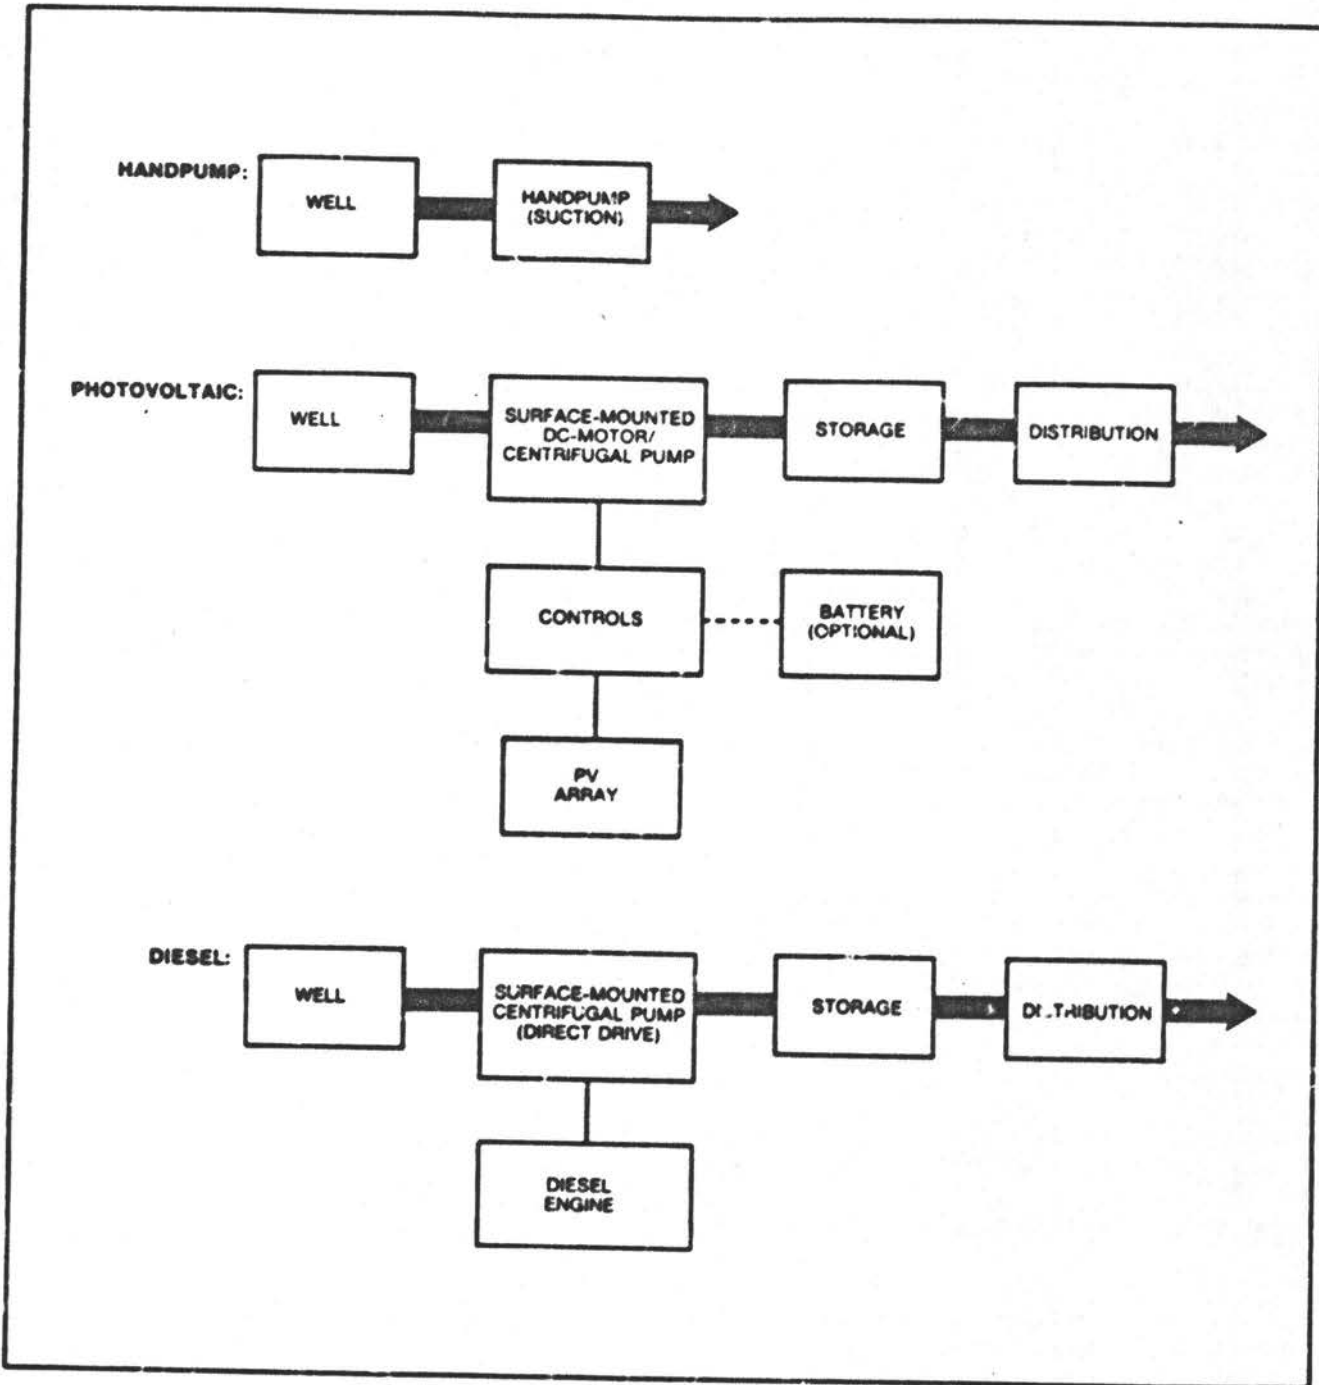 HANDPUMP:
WELL
HANDPUMP
(SUCTION)
PHOTOVOLTAIC:
WELL
SURFACE-MOUNTED
DC-MOTOR/
CENTRIFUGAL PUMP
STORAGE
DISTRIBUTION
CONTROLS
BATTERY
(OPTIONAL)
PV
ARRAY
DIESEL:
WELL
SURFACE-MOUNTED
CENTRIFUGAL PUMP
(DIRECT DRIVE)
STORAGE
DISTRIBUTION
DIESEL
ENGINE